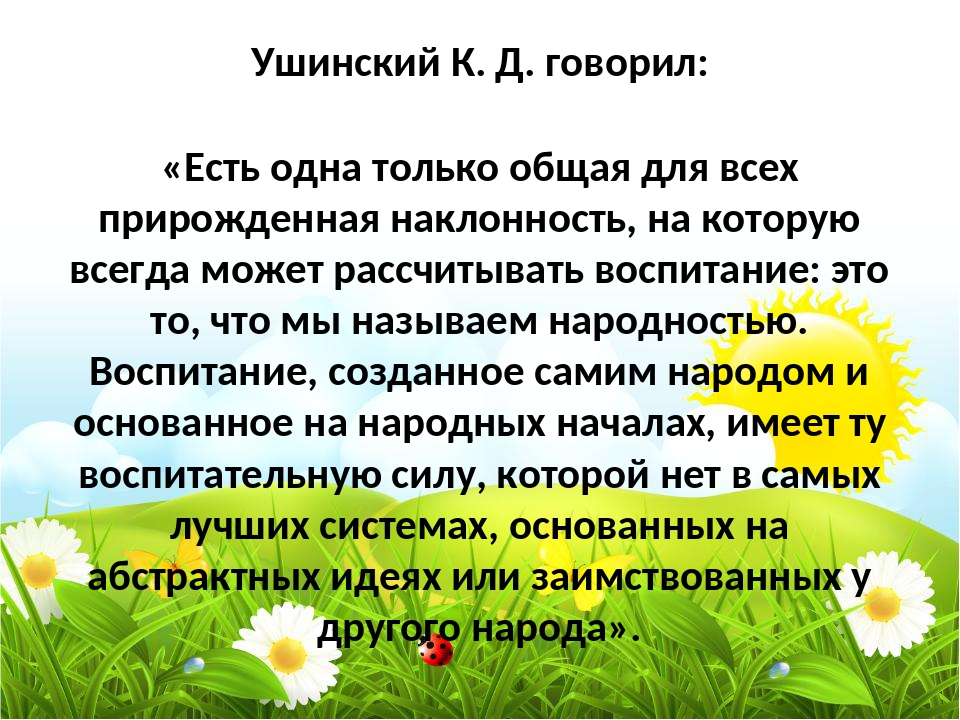 Ушинский К. Д. говорил:
«Есть одна только общая для всех
прирожденная наклонность, на которую
всегда может рассчитывать воспитание: это
то, что мы называем народностью.
Воспитание, созданное самим народом и
основанное на народных началах, имеет ту
воспитательную силу, которой нет в самых
лучших системах, основанных на
абстрактных идеях или заимствованных у
другого народа».